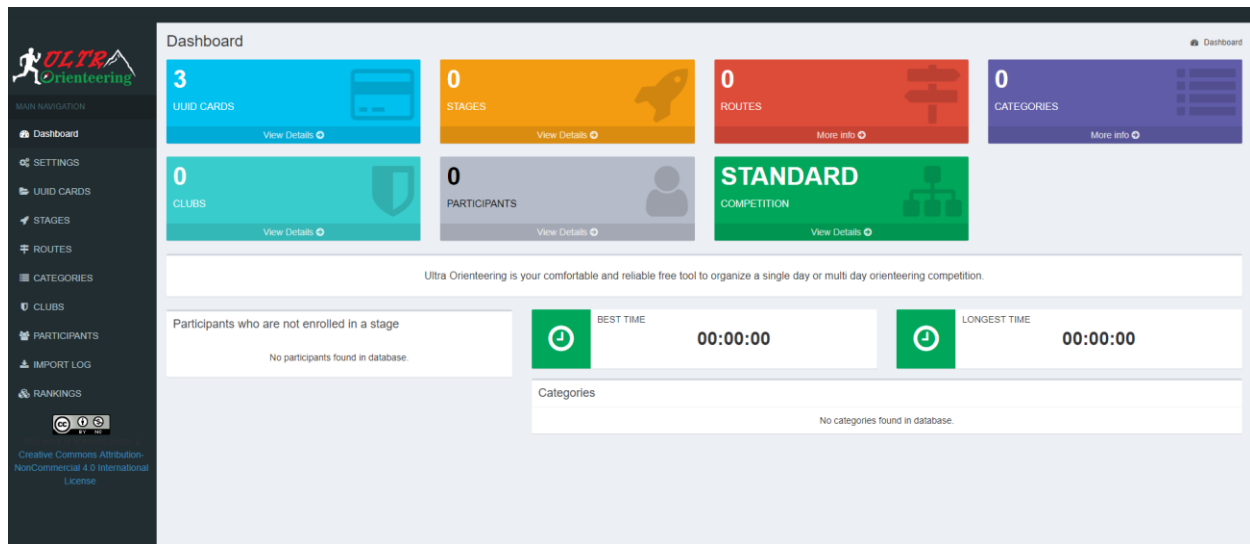 ULTRA
Orienteering
MAIN NAVIGATION
Dashboard
SETTINGS
UUID CARDS
STAGES
ROUTES
CATEGORIES
CLUBS
PARTICIPANTS
IMPORT LOG
RANKINGS
cc
BY NC
Creative Commons Attribution-
NonCommercial 4.0 International
License
Dashboard
Dashboard
3
UUID CARDS
View Details
0
STAGES
View Details
0
ROUTES
More info
0
CATEGORIES
More info
0
CLUBS
View Details
0
PARTICIPANTS
View Details
STANDARD
COMPETITION
View Details
Ultra Orienteering is your comfortable and reliable free tool to organize a single day or multi day orienteering competition.
Participants who are not enrolled in a stage
No participants found in database.
BEST TIME
00:00:00
LONGEST TIME
00:00:00
Categories
No categories found in database.